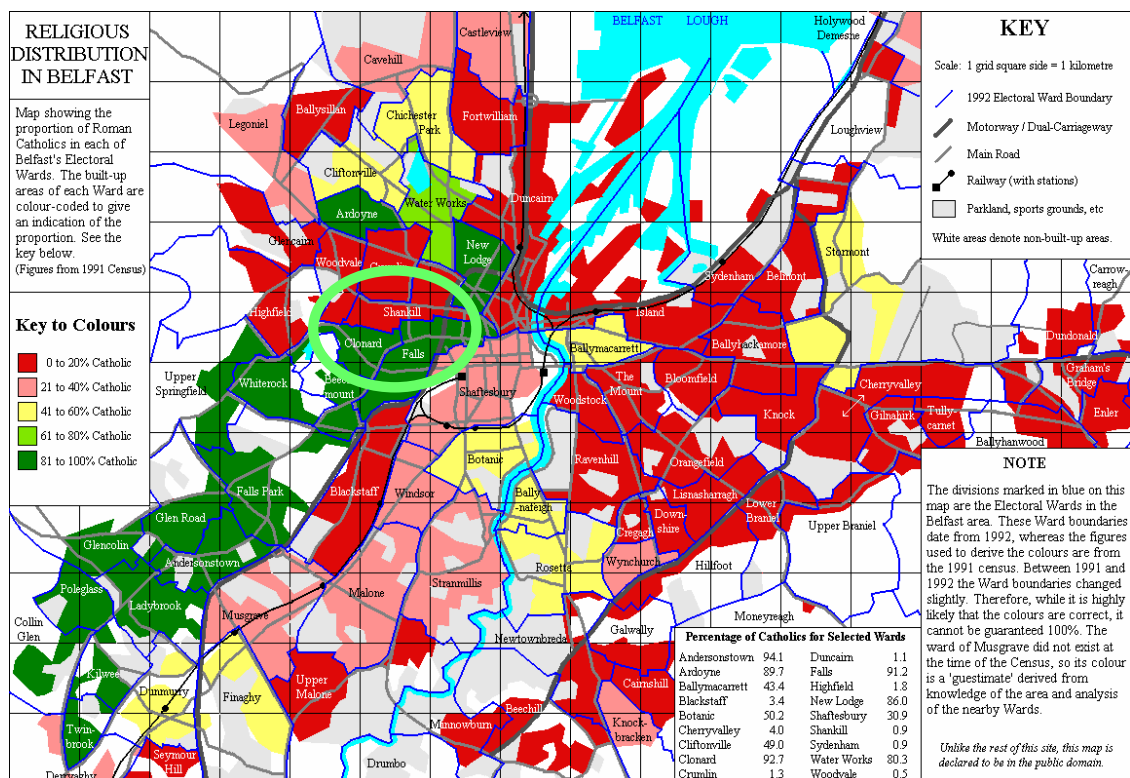 RELIGIOUS
DISTRIBUTION
IN BELFAST
Map showing the
proportion of Roman
Catholics in each of
Belfast's Electoral
Wards. The built-up
areas of each Ward are
colour-coded to give
an indication of the
proportion. See the
key below.
(Figures from 1991 Census)
Key to Colours
0 to 20% Catholic
21 to 40% Catholic
41 to 60% Catholic
61 to 80% Catholic
81 to 100% Catholic
BELFAST LOUGH
Castleview
Holywood
Demesne
Cavehill
Ballysillan
Legoniel
Chichester
Park
Fortwilliam
Loughview
Cliftonville
Water Works
Duncairn
Ardoyne
Glencairn
New
Lodge
Woodvale
Stormont
Sydenham
Belmont
Carrow-
reagh
Highfield
Shankill
Island
Clonard
Falls
Ballymacarrett
Ballyhackamore
Dundonald
Upper
Springfield
Whiterock
Beech
mount
Shaftesbury
The
Mount
Bloomfield
Cherryvalley
Graham's
Bridge
Woodstock
Knock
Gilnahirk
Tully-
carnet
Enler
Ballyhanwood
Botanic
Ravenhill
Orangefield
Falls Park
Blackstaff
Windsor
Bally
-nafeigh
Lisnasharragh
Glen Road
Cregagh
Down-
shire
Lower
Braniel
Upper Braniel
Glencolin
Andersonstown
Rosetta
Wynchurch
Hillfoot
Poleglass
Ladybrook
Stranmillis
Malone
Musgrave
Collin
Glen
Newtownbreda
Galwally
Moneyreagh
Kilwee
Dunmurry
Finaghy
Upper
Malone
Cairnshill
Twin-
brook
Minnowburn
Beechill
Knock-
bracken
Seymour
Hill
Derryaghy
Drumbo
KEY
Scale: 1 grid square side = 1 kilometre
1992 Electoral Ward Boundary
Motorway / Dual-Carriageway
Main Road
Railway (with stations)
Parkland, sports grounds, etc
White areas denote non-built-up areas.
NOTE
The divisions marked in blue on this
map are the Electoral Wards in the
Belfast area. These Ward boundaries
date from 1992, whereas the figures
used to derive the colours are from
the 1991 census. Between 1991 and
1992 the Ward boundaries changed
slightly. Therefore, while it is highly
likely that the colours are correct, it
cannot be guaranteed 100%. The
ward of Musgrave did not exist at
the time of the Census, so its colour
is a 'guestimate' derived from
knowledge of the area and analysis
of the nearby Wards.
Unlike the rest of this site, this map is
declared to be in the public domain.
Percentage of Catholics for Selected Wards
Andersonstown 94.1 Duncairn 1.1
Ardoyne 89.7 Falls 91.2
Ballymacarrett 43.4 Highfield 1.8
Blackstaff 3.4 New Lodge 86.0
Botanic 50.2 Shaftesbury 30.9
Cherryvalley 4.0 Shankill 0.9
Cliftonville 49.0 Sydenham 0.9
Clonard 92.7 Water Works 80.3
Crumlin 1.3 Woodvale 0.5